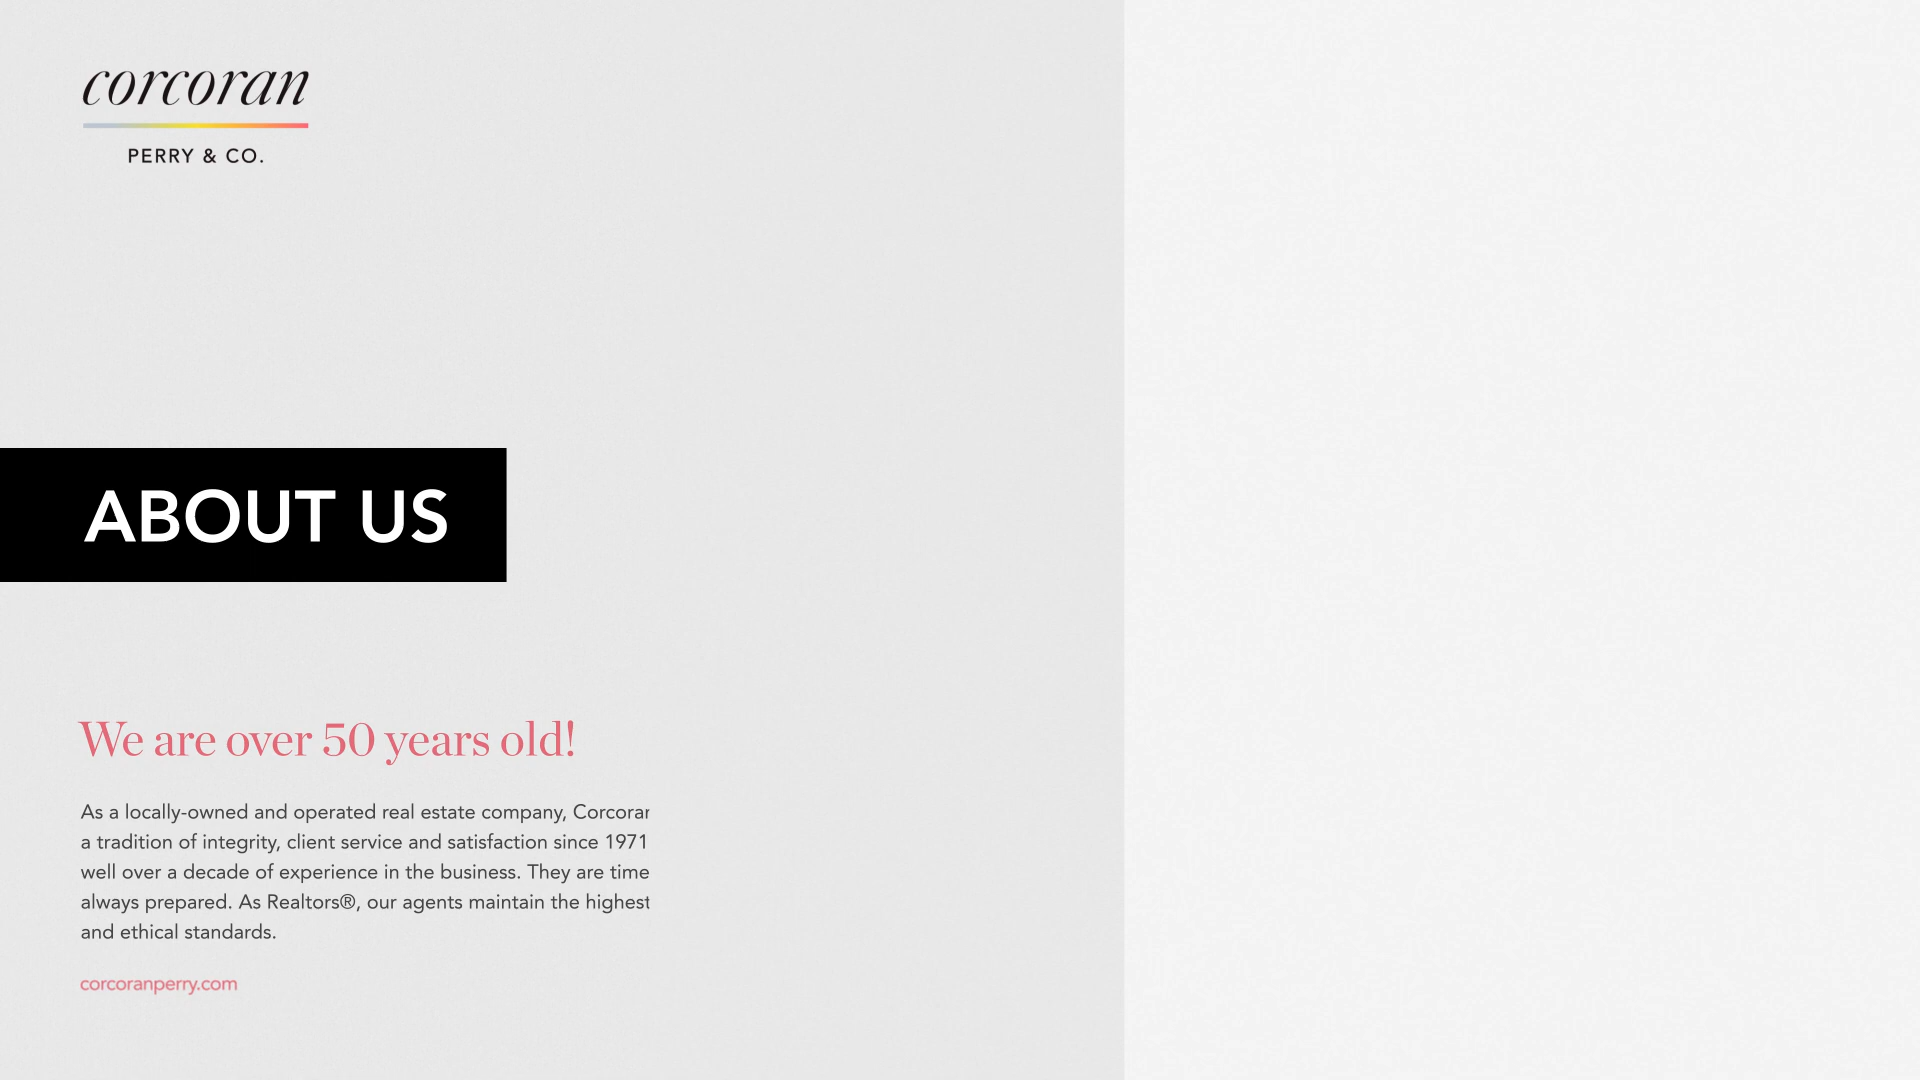 corcoran
PERRY & CO.
ABOUT US
We are over 50 years old!
As a locally-owned and operated real estate company,
a tradition of integrity, client service and satisfaction since 1971
well over a decade of experience in the business. They are time
always prepared. As Realtors®, our agents maintain the highest
and ethical standards.
corcoranperry.com